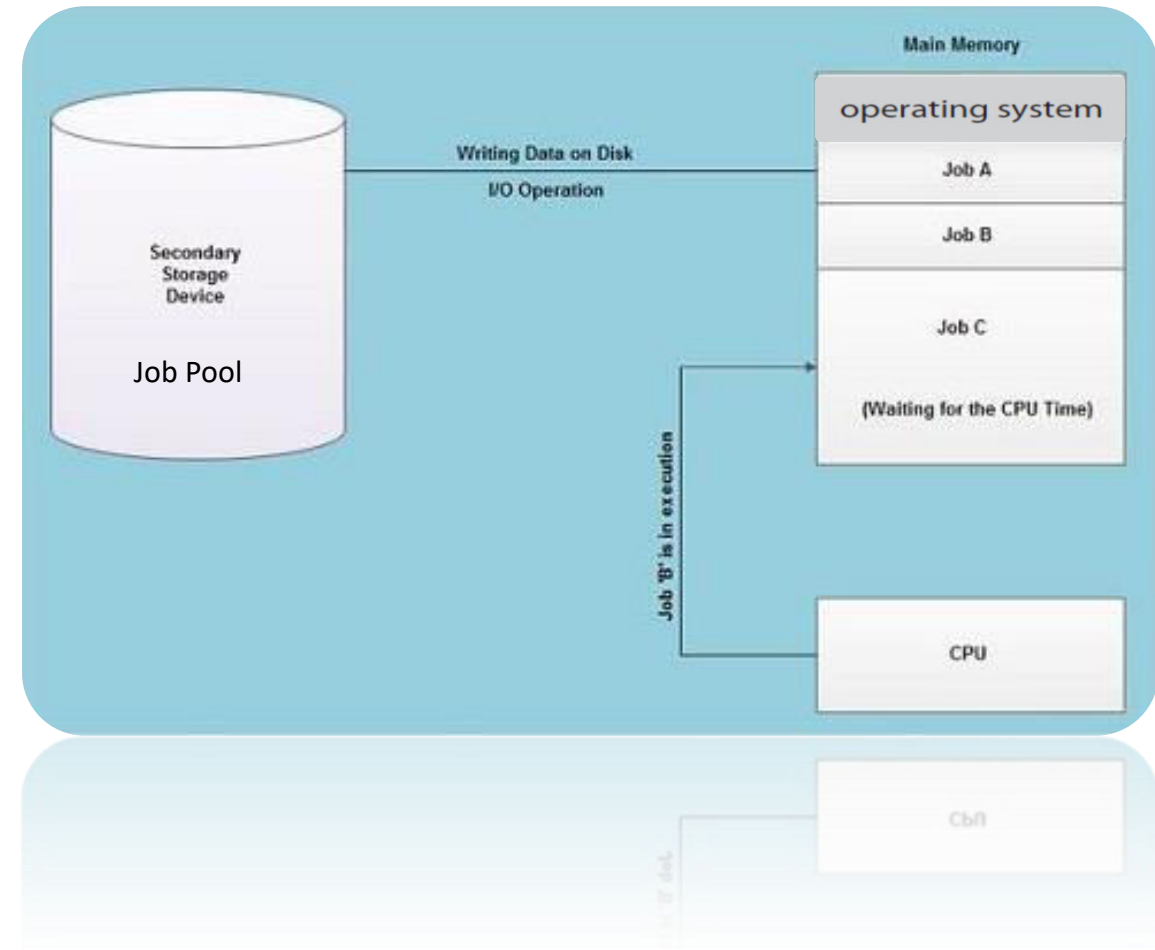 Main Memory
operating system
Writing Data on Disk
I/O Operation
Job A
Job B
Secondary
Storage
Device
Job Pool
Job C
(Waiting for the CPU Time)
Job 'B' is in execution
CPU